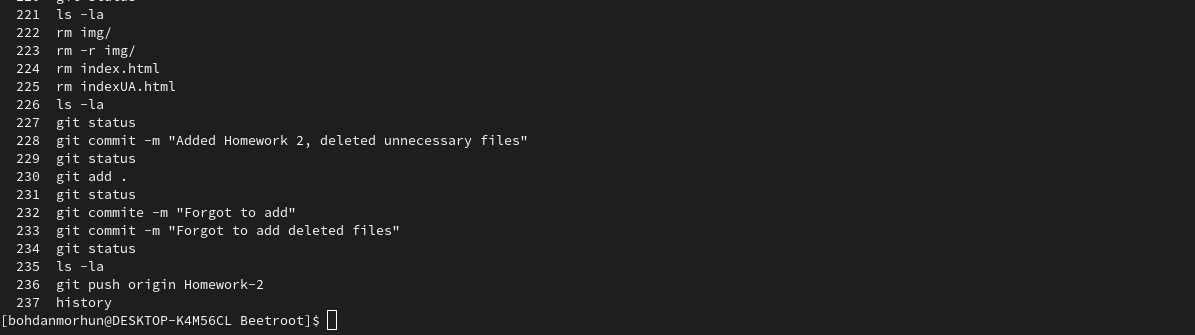 220  git status
221  ls -la
222  rm img/
223  rm -r img/
224  rm index.html
225  rm indexUA.html
226  ls -la
227  git status
228  git commit -m "Added Homework 2, deleted unnecessary files"
229  git status
230  git add .
231  git status
232  git commite -m "Forgot to add"
233  git commit -m "Forgot to add deleted files"
234  git status
235  ls -la
236  git push origin Homework-2
237  history
[bohdanmorhun@DESKTOP-K4M56CL Beetroot]$